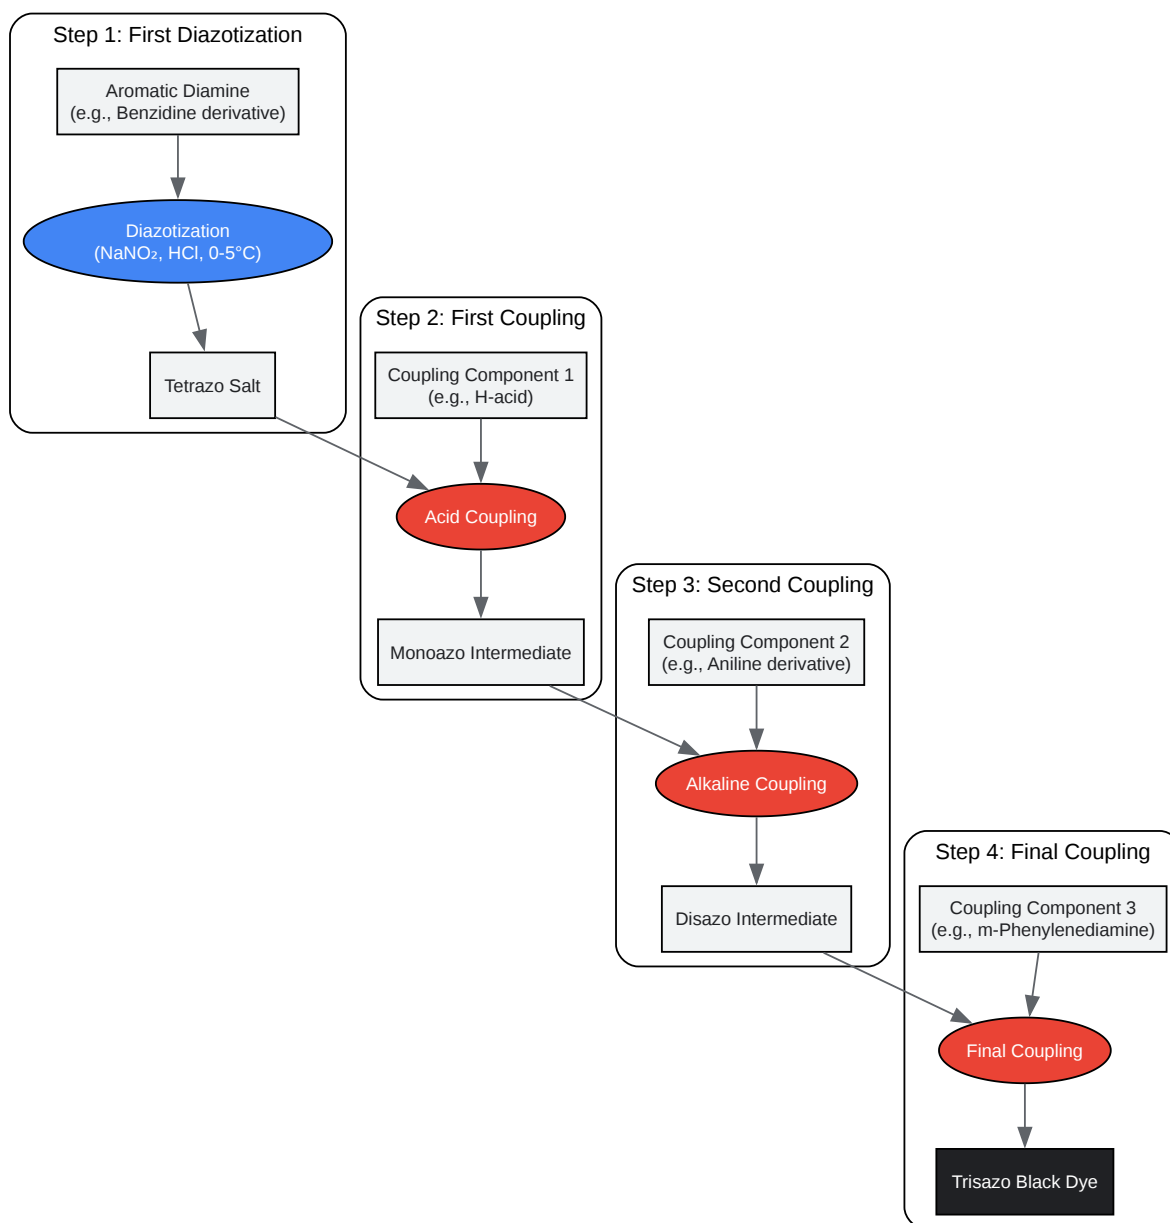 Step 1: First Diazotization
Aromatic Diamine
(e.g., Benzidine derivative)
Diazotization
(NaNO₂, HCl, 0-5°C)
Tetrazo Salt
Step 2: First Coupling
Coupling Component 1
(e.g., H-acid)
Acid Coupling
Monoazo Intermediate
Step 3: Second Coupling
Coupling Component 2
(e.g., Aniline derivative)
Alkaline Coupling
Disazo Intermediate
Step 4: Final Coupling
Coupling Component 3
(e.g., m-Phenylenediamine)
Final Coupling
Trisazo Black Dye